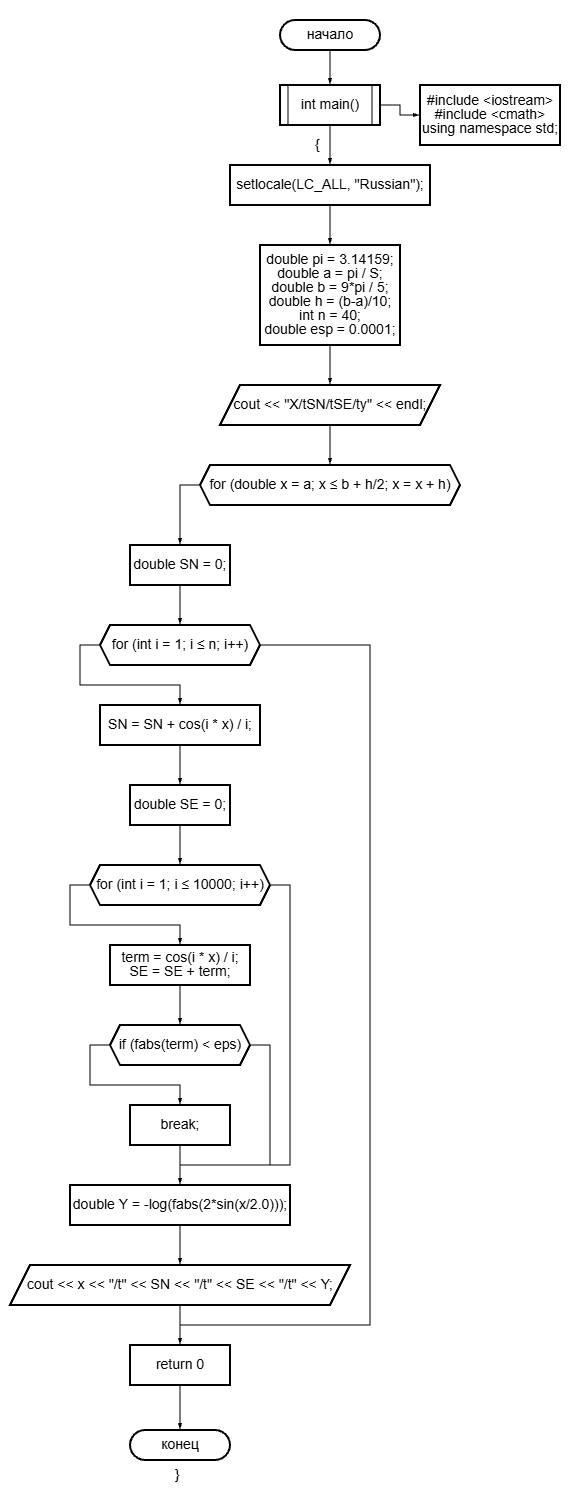 начало
int main()
#include <iostream>
#include <cmath>
using namespace std;
{
setlocale(LC_ALL, "Russian");
double pi = 3.14159;
double a = pi / S;
double b = 9*pi / 5;
double h = (b-a)/10;
int n = 40;
double esp = 0.0001;
cout << "X/tSN/tSE/ty" << endl;
for (double x = a; x ≤ b + h/2; x = x + h)
double SN = 0;
for (int i = 1; i ≤ n; i++)
SN = SN + cos(i * x) / i;
double SE = 0;
for (int i = 1; i ≤ 10000; i++)
term = cos(i * x) / i;
SE = SE + term;
if (fabs(term) < eps)
break;
double Y = -log(fabs(2*sin(x/2.0)));
cout << x << "/t" << SN << "/t" << SE << "/t" << Y;
return 0
конец
}